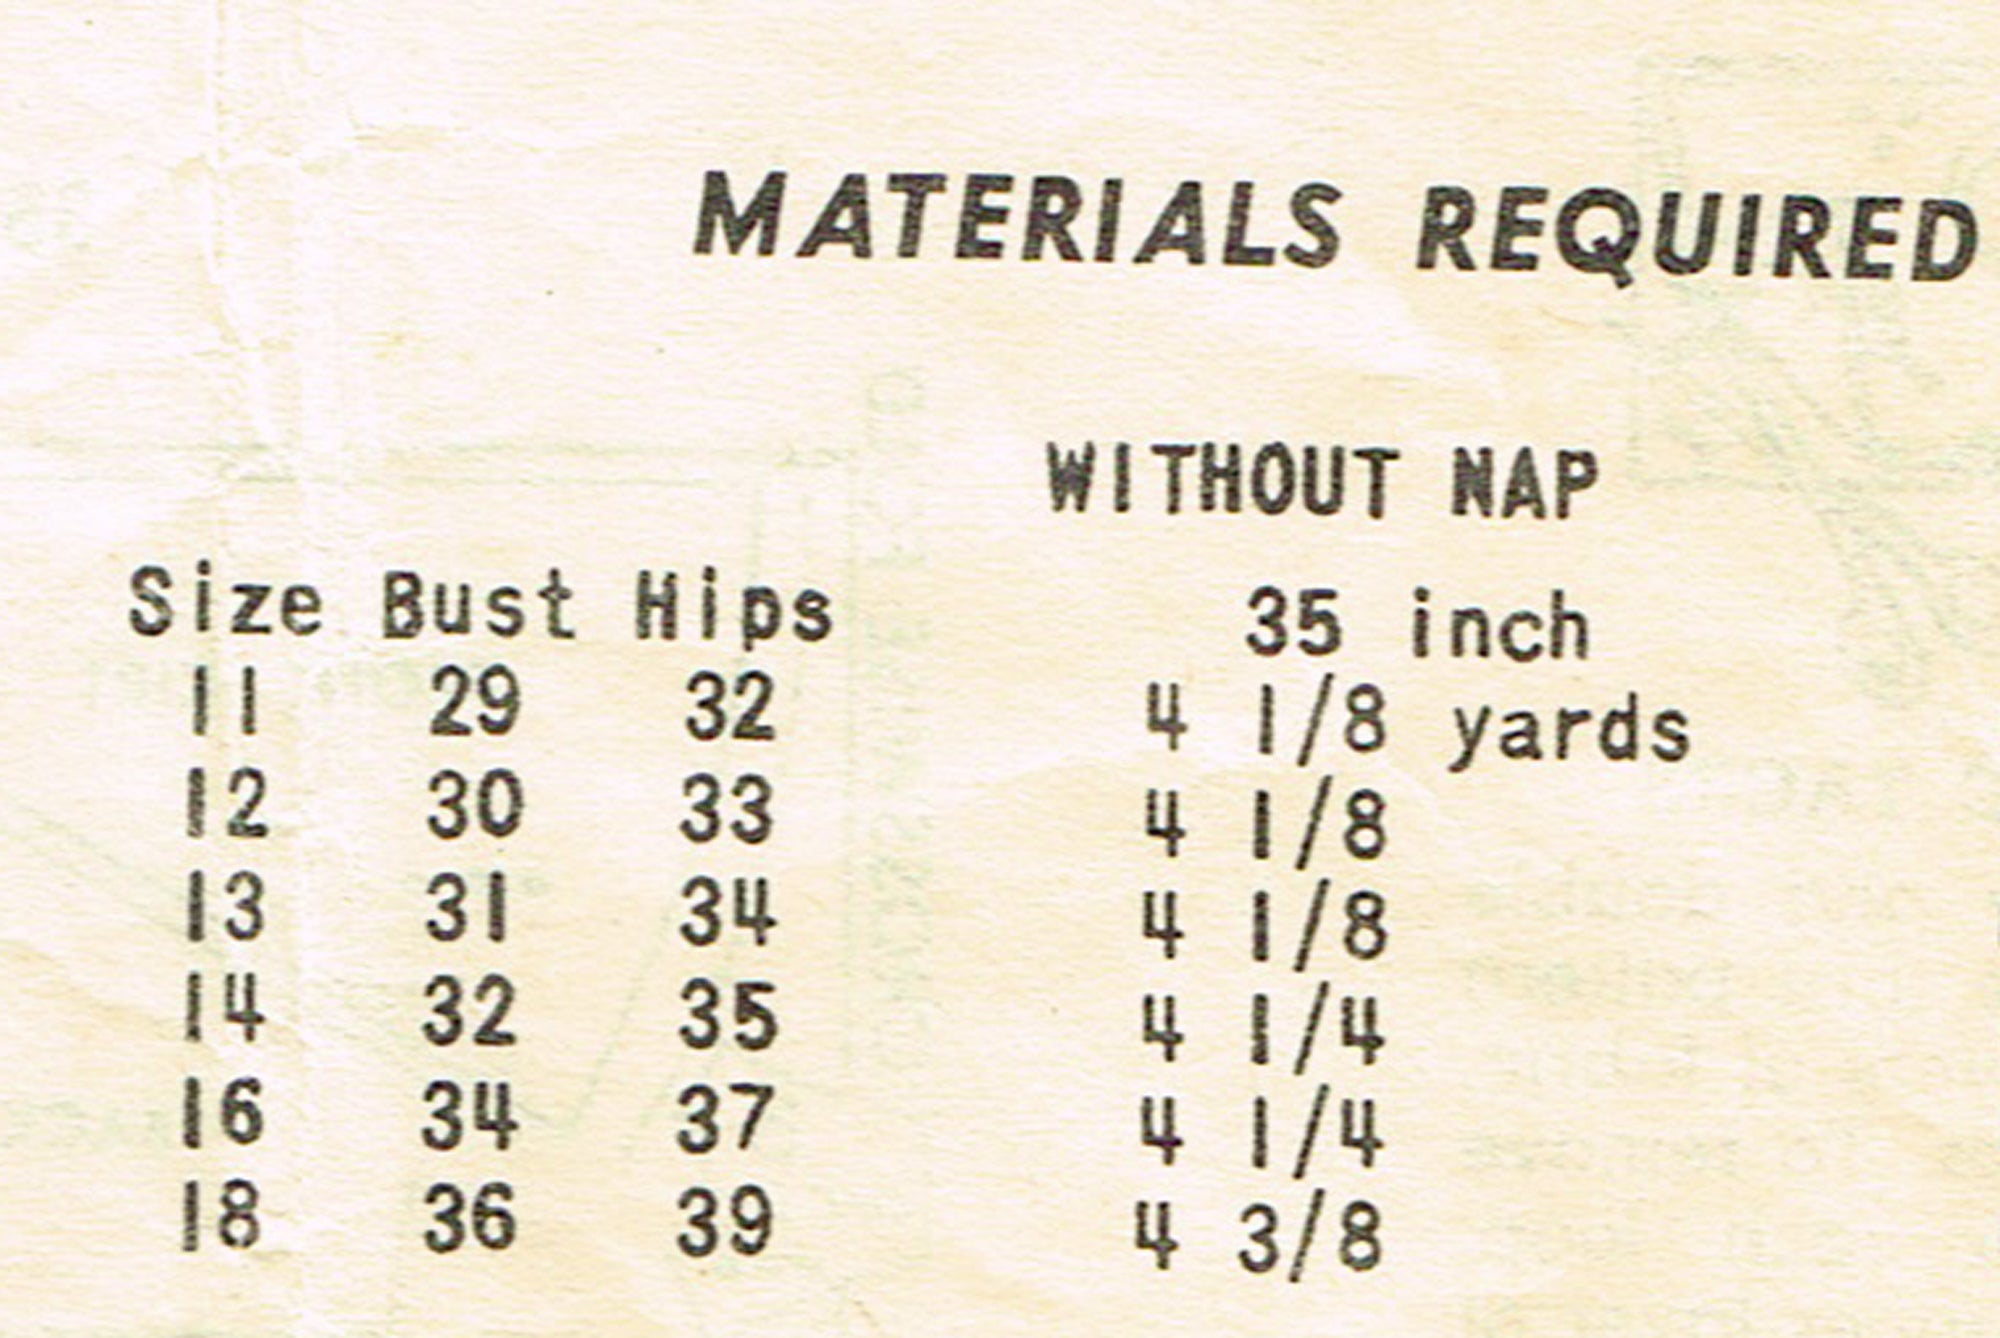 MATERIALS REQUIRED
WITHOUT NAP
Size Bust Hips 35 inch
11 29 32 4 1/8 yards
12 30 33 4 1/8
13 31 34 4 1/8
14 32 35 4 1/4
16 34 37 4 1/4
18 36 39 4 3/8